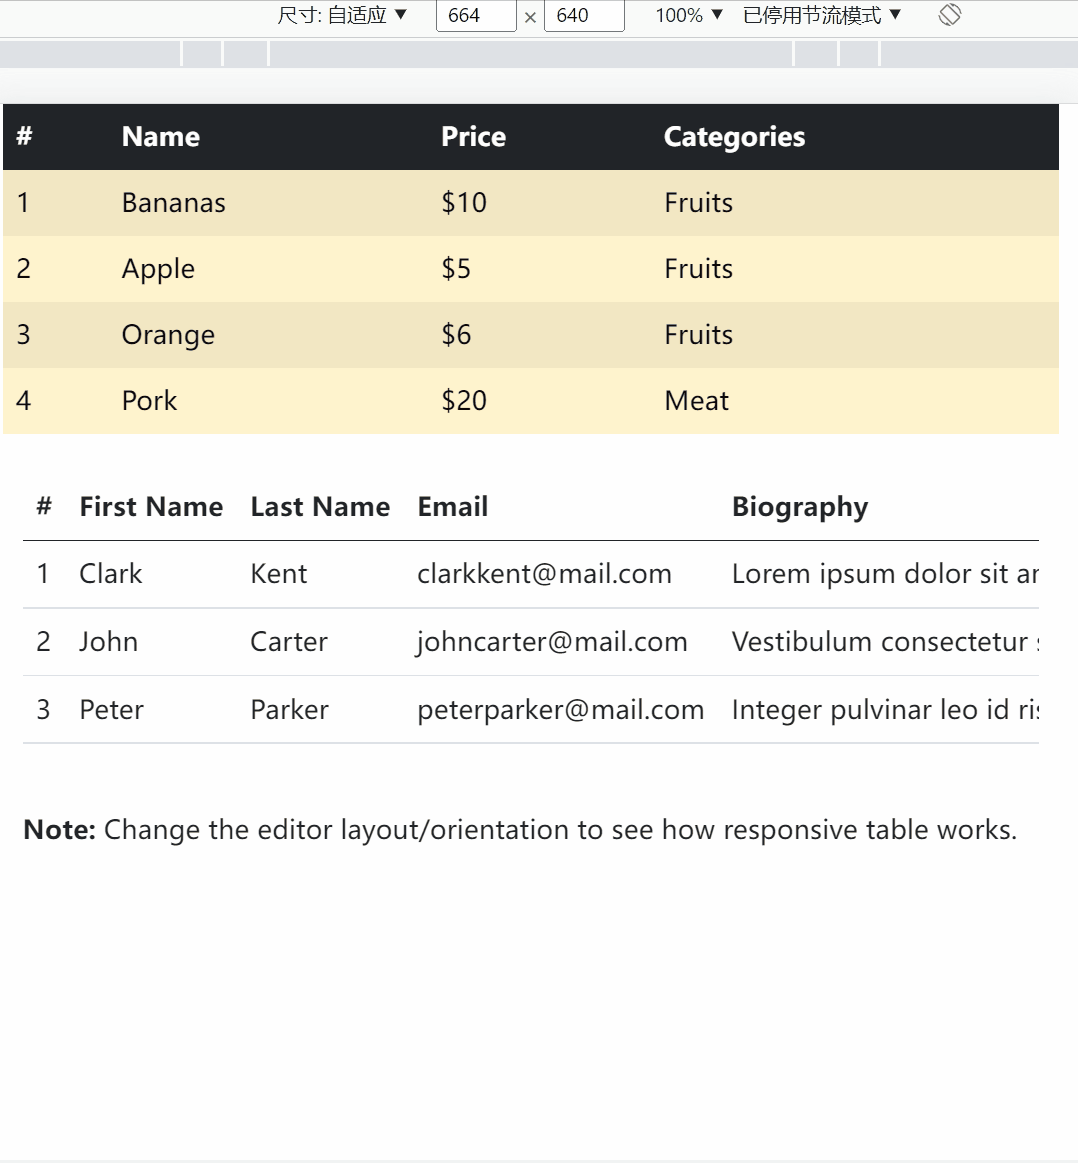 尺寸: 自适应 ▼ 664 × 640 100% ▼ 已停用节流模式 ▼
# Name Price Categories
1 Bananas $10 Fruits
2 Apple $5 Fruits
3 Orange $6 Fruits
4 Pork $20 Meat
# First Name Last Name Email Biography
1 Clark Kent clarkkent@mail.com Lorem ipsum dolor sit
2 John Carter johncarter@mail.com Vestibulum consectetur
3 Peter Parker peterparker@mail.com Integer pulvinar leo id
Note: Change the editor layout/orientation to see how responsive table works.